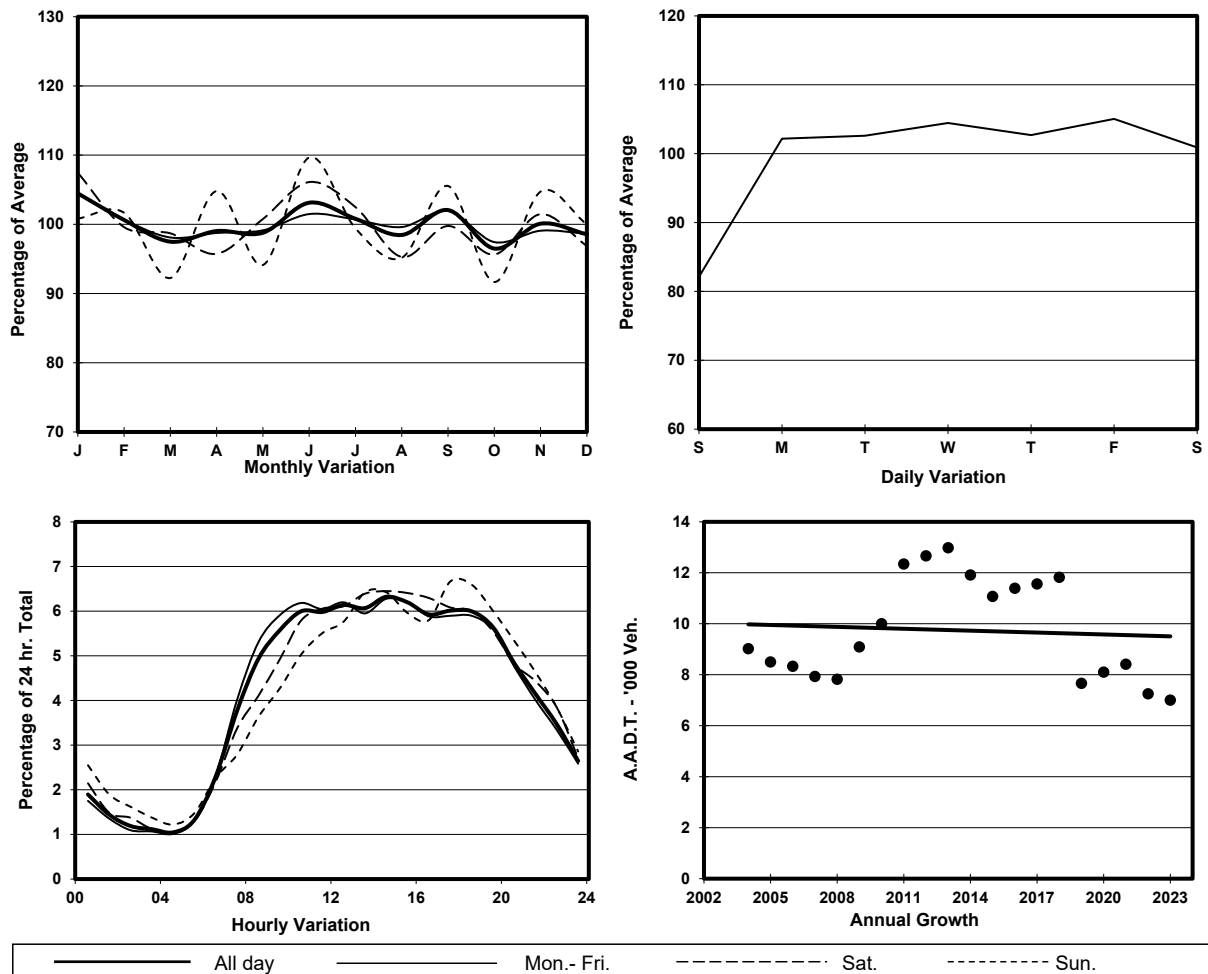 130
120
110
100
90
80
70
Percentage of Average
J F M A M J J A S O N D
Monthly Variation
120
110
100
90
80
70
60
Percentage of Average
S M T W T F S
Daily Variation
8
7
6
5
4
3
2
1
0
Percentage of 24 hr. Total
00 04 08 12 16 20 24
Hourly Variation
14
12
10
8
6
4
2
0
A.A.D.T. - '000 Veh.
2002 2005 2008 2011 2014 2017 2020 2023
Annual Growth
All day Mon.- Fri. Sat. Sun.